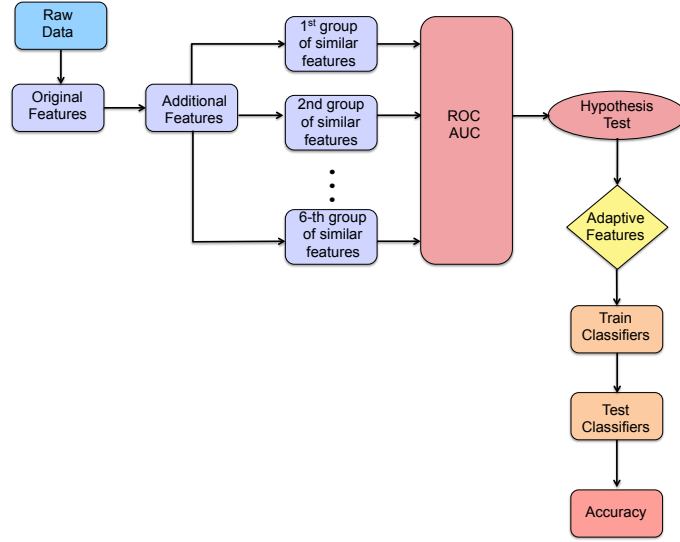 Raw
Data
Original
Features
Additional
Features
1st group
of similar
features
2nd group
of similar
features
6-th group
of similar
features
ROC
AUC
Hypothesis
Test
Adaptive
Features
Train
Classifiers
Test
Classifiers
Accuracy